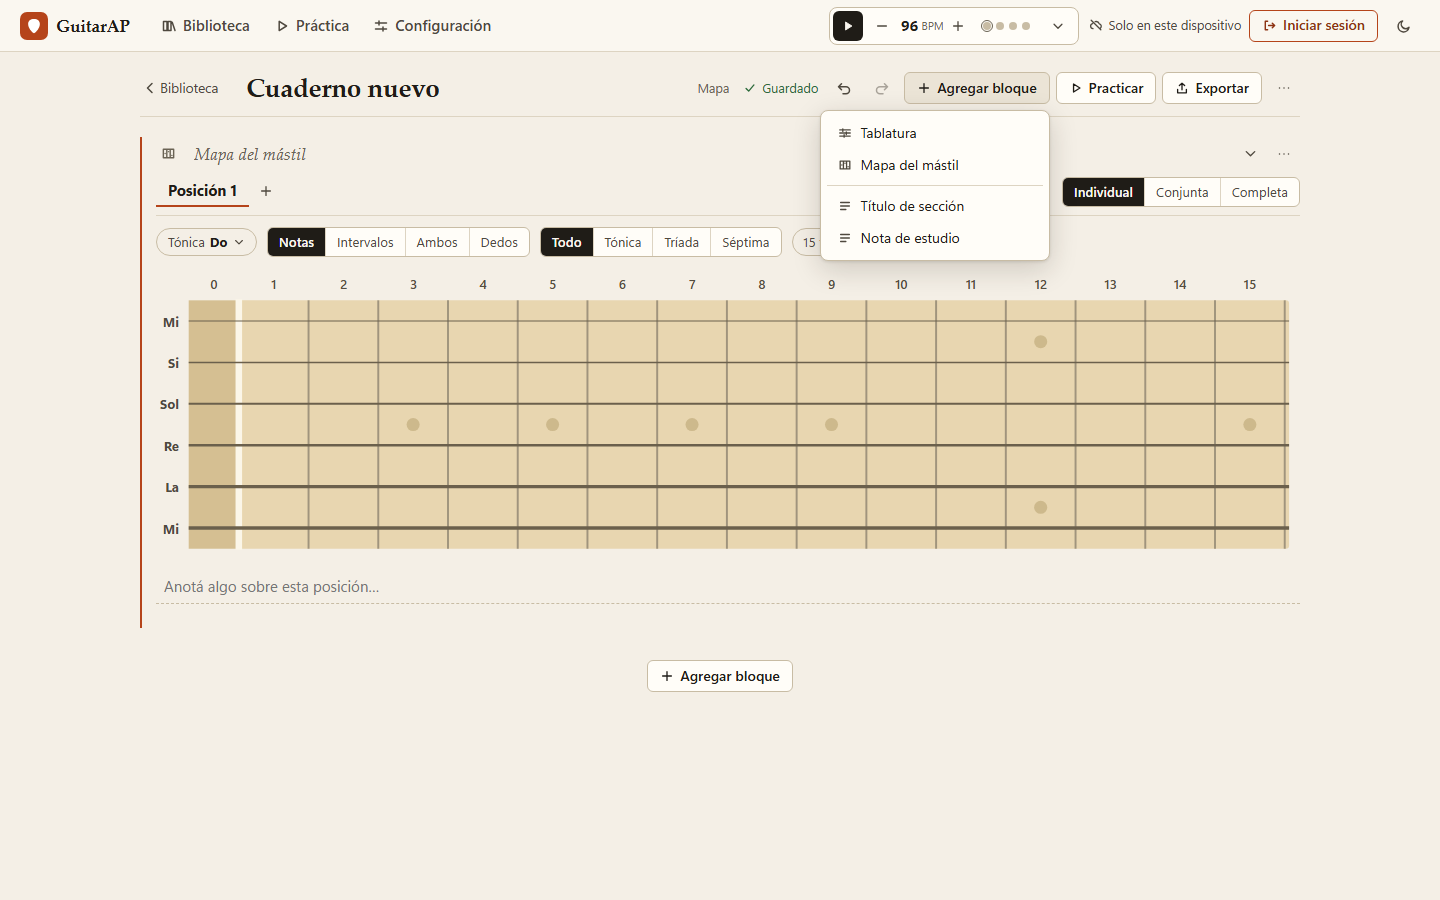 GuitarAP Biblioteca Práctica Configuración 96 BPM Solo en este dispositivo Iniciar sesión
Biblioteca Cuaderno nuevo Mapa Guardado Agregar bloque Practicar Exportar
Tablatura
Mapa del mástil
Título de sección
Nota de estudio
Mapa del mástil
Posición 1 Individual Conjunta Completa
Tónica Do Notas Intervalos Ambos Dedos Todo Tónica Tríada Séptima 15
0 1 2 3 4 5 6 7 8 9 10 11 12 13 14 15
Mi
Si
Sol
Re
La
Mi
Anotá algo sobre esta posición...
Agregar bloque